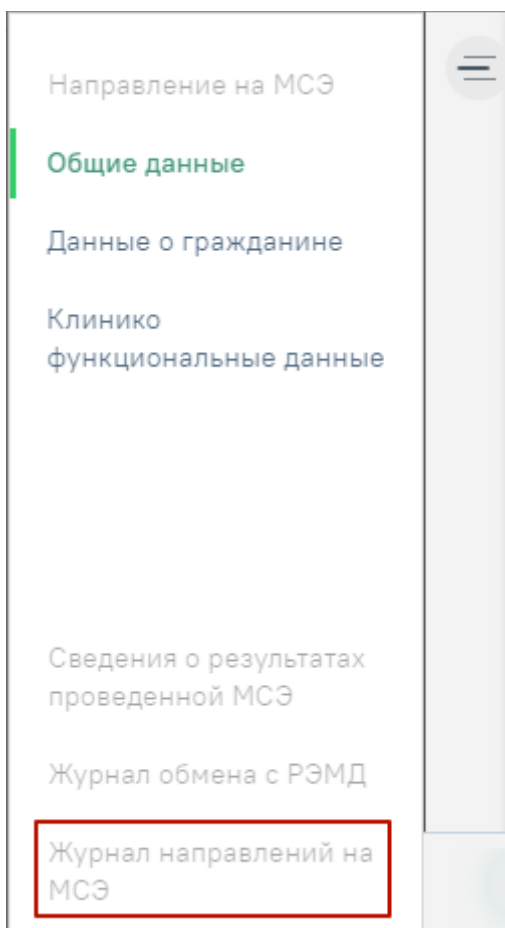 Направление на МСЭ
Общие данные
Данные о гражданине
Клинико
функциональные данные
Сведения о результатах
проведенной МСЭ
Журнал обмена с РЭМД
Журнал направлений на
МСЭ